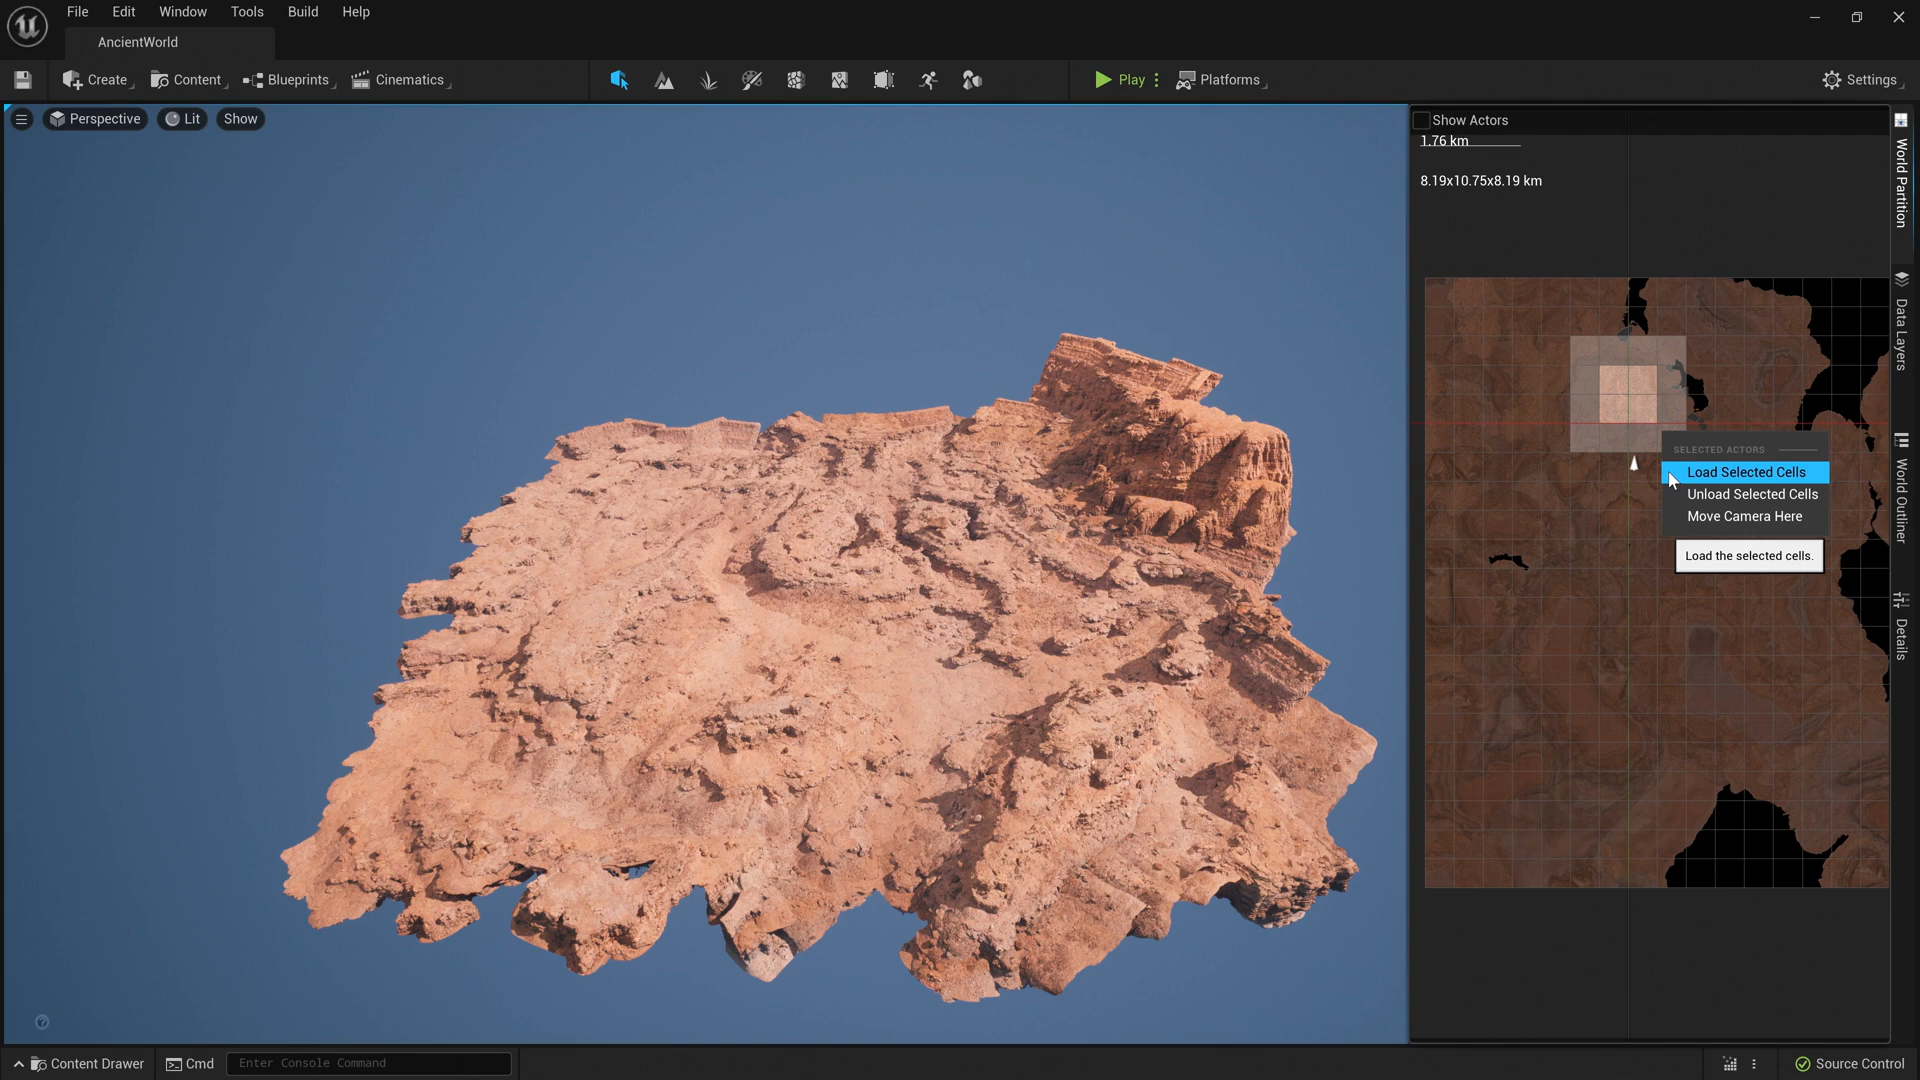 File Edit Window Tools Build Help
AncientWorld
Create Content Blueprints Cinematics Play Platforms Settings
Perspective Lit Show
Show Actors
1.76 km
8.19x10.75x8.19 km
SELECTED ACTORS
Load Selected Cells
Unload Selected Cells
Move Camera Here
Load the selected cells.
World Partition
Data Layers
World Outliner
Details
Content Drawer Cmd Enter Console Command Source Control